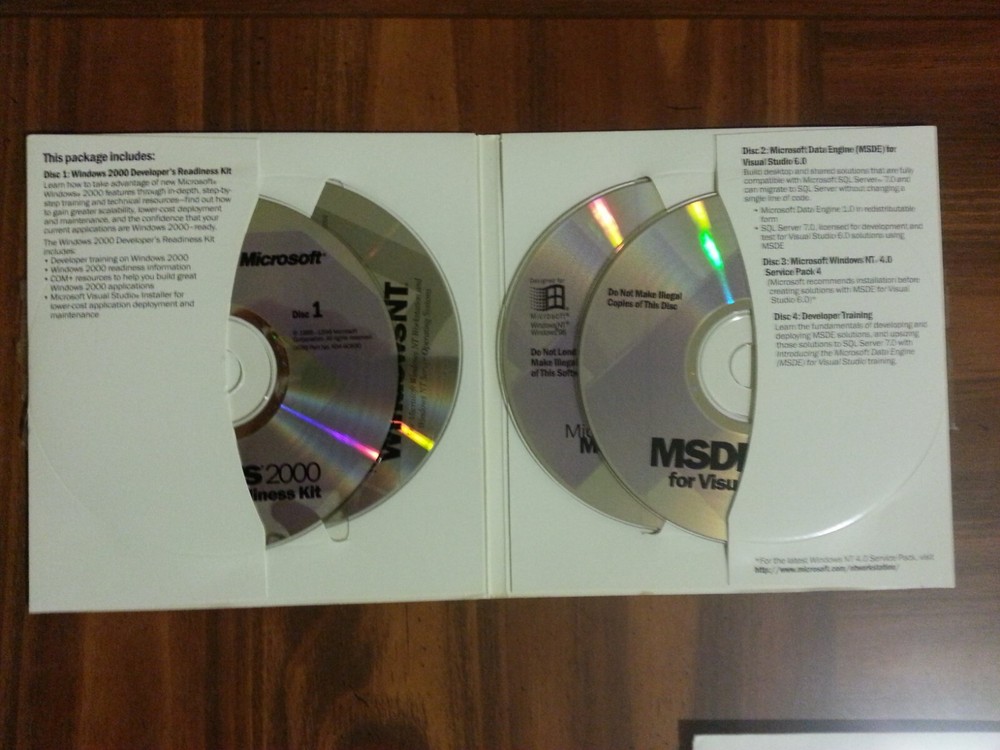 This package includes:
Disc 1: Windows 2000 Developer's Readiness Kit
Learn how to take advantage of new Microsoft®
Windows® 2000 features through in-depth, step-by-
step training and technical resources—find out how
to gain greater scalability, lower-cost deployment
and maintenance, and the confidence that your
current applications are Windows 2000-ready.
The Windows 2000 Developer's Readiness Kit
includes:
• Developer training on Windows 2000
• Windows 2000 readiness information
• COM+ resources to help you build great
Windows 2000 applications
• Microsoft Visual Studio® Installer for
lower-cost application deployment and
maintenance
Microsoft®
Disc 1
S 2000
iness Kit
WindowsNT
Designed for
Microsoft®
Windows NT®
Windows 98
Do Not Lend
Make Illegal
of This Softw
Mic
M
Do Not Make Illegal
Copies of This Disc
MSDE
for Visu
Disc 2: Microsoft Data Engine (MSDE) for
Visual Studio 6.0
Build desktop and shared solutions that are fully
compatible with Microsoft SQL Server™ 7.0 and
can migrate to SQL Server without changing a
single line of code.
• Microsoft Data Engine 1.0 in redistributable
form
• SQL Server 7.0, licensed for development and
test for Visual Studio 6.0 solutions using
MSDE
Disc 3: Microsoft Windows NT® 4.0
Service Pack 4
(Microsoft recommends installation before
creating solutions with MSDE for Visual
Studio 6.0)*
Disc 4: Developer Training
Learn the fundamentals of developing and
deploying MSDE solutions, and upsizing
those solutions to SQL Server 7.0 with
Introducing the Microsoft Data Engine
(MSDE) for Visual Studio training.
*For the latest Windows NT 4.0 Service Pack, visit
http://www.microsoft.com/ntworkstation/